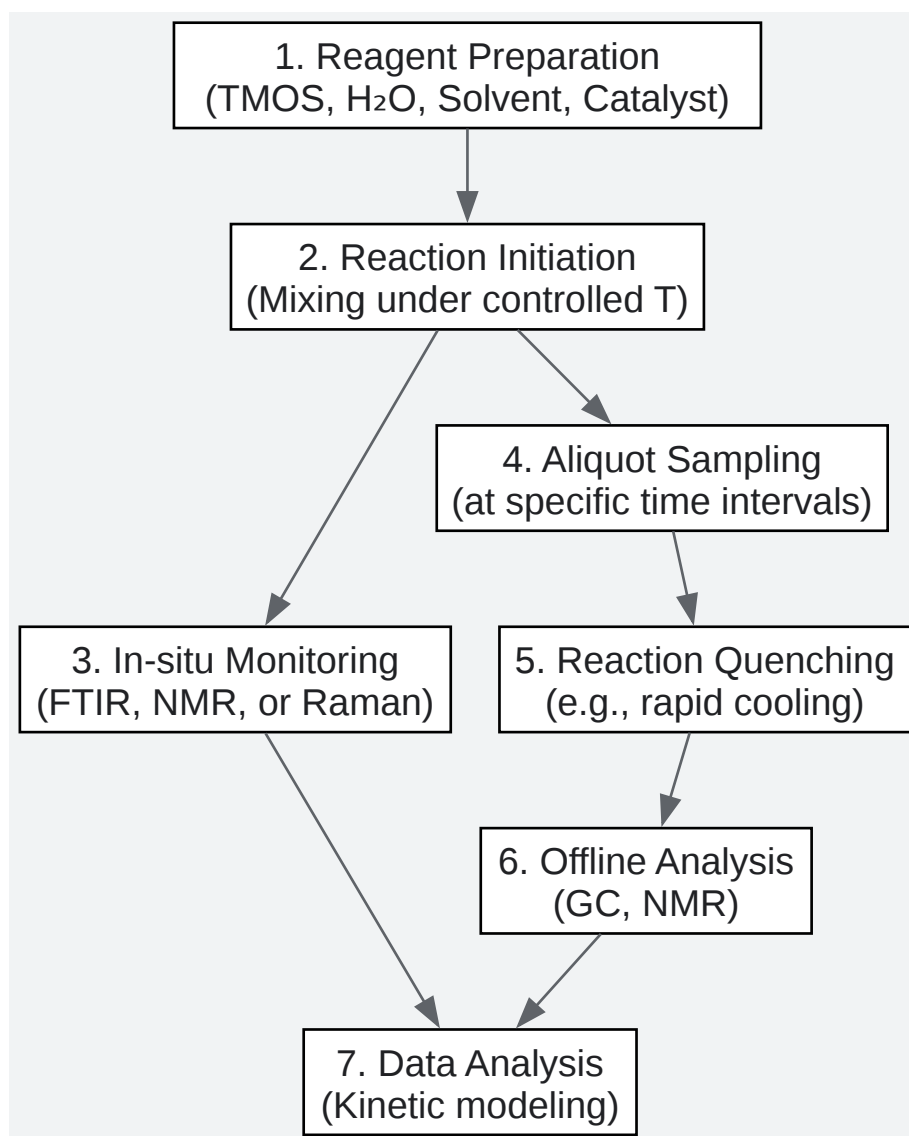 1. Reagent Preparation
(TMOS, H₂O, Solvent, Catalyst)
2. Reaction Initiation
(Mixing under controlled T)
4. Aliquot Sampling
(at specific time intervals)
3. In-situ Monitoring
(FTIR, NMR, or Raman)
5. Reaction Quenching
(e.g., rapid cooling)
6. Offline Analysis
(GC, NMR)
7. Data Analysis
(Kinetic modeling)